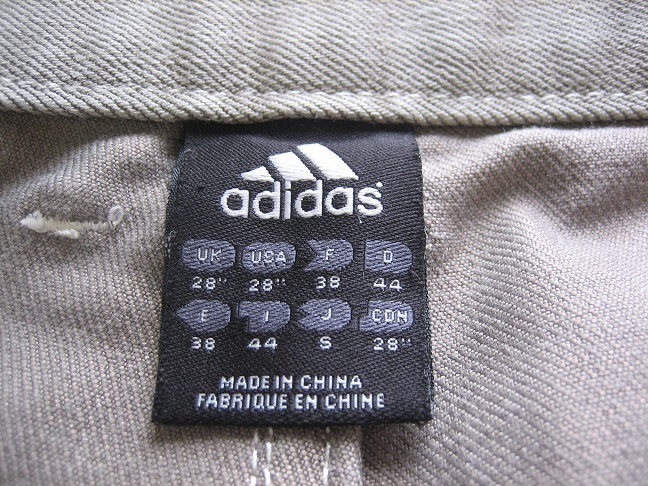 adidas
UK USA F D
28" 28" 38 44
E I J CDN
38 44 S 28"
MADE IN CHINA
FABRIQUE EN CHINE